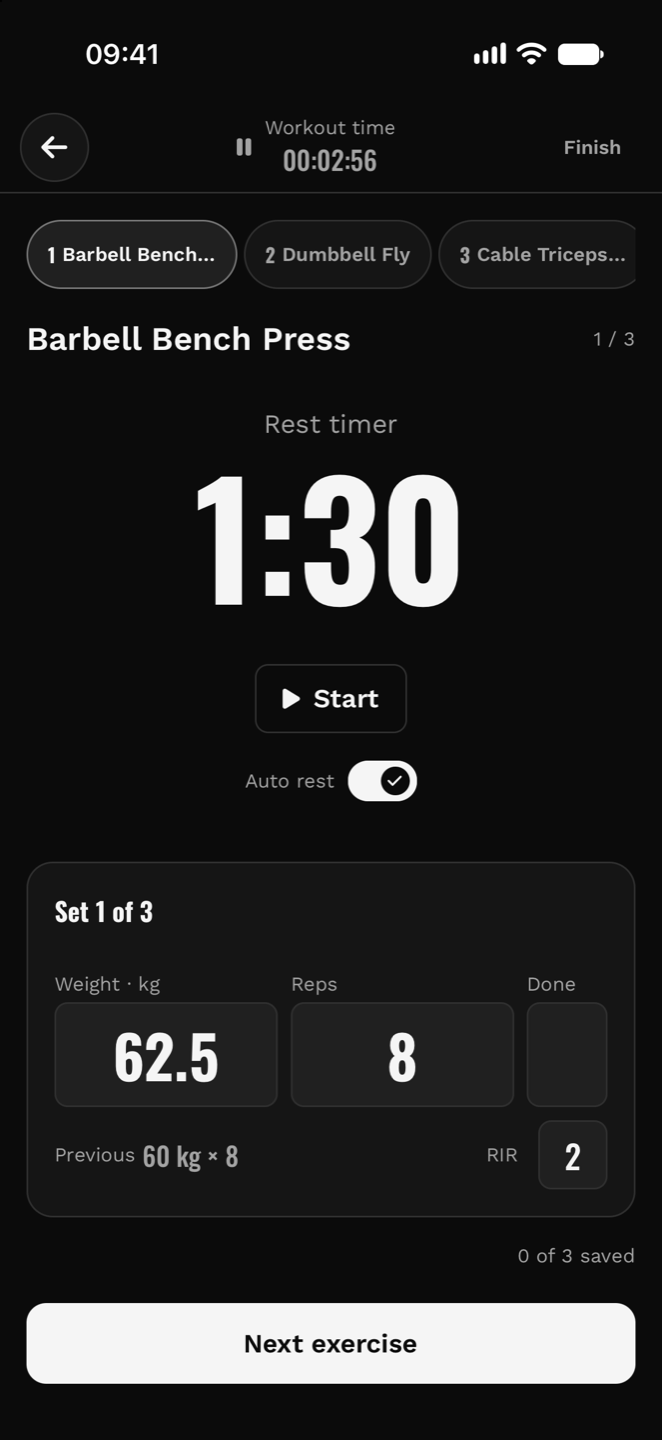 09:41
Workout time
00:02:56
Finish
1 Barbell Bench...
2 Dumbbell Fly
3 Cable Triceps...
Barbell Bench Press
1 / 3
Rest timer
1:30
Start
Auto rest
Set 1 of 3
Weight · kg
Reps
Done
62.5
8
Previous 60 kg × 8
RIR
2
0 of 3 saved
Next exercise